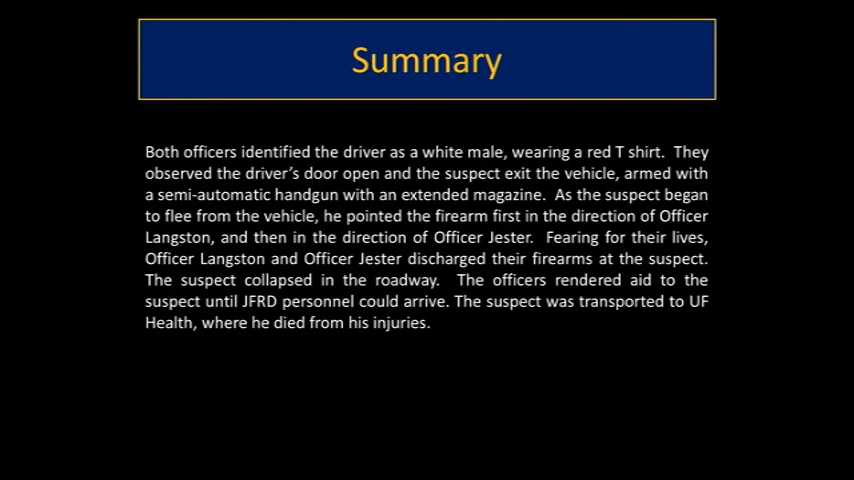 Summary
Both officers identified the driver as a white male, wearing a red T shirt. They
observed the driver's door open and the suspect exit the vehicle, armed with
a semi-automatic handgun with an extended magazine. As the suspect began
to flee from the vehicle, he pointed the firearm first in the direction of Officer
Langston, and then in the direction of Officer Jester. Fearing for their lives,
Officer Langston and Officer Jester discharged their firearms at the suspect.
The suspect collapsed in the roadway. The officers rendered aid to the
suspect until JFRD personnel could arrive. The suspect was transported to UF
Health, where he died from his injuries.